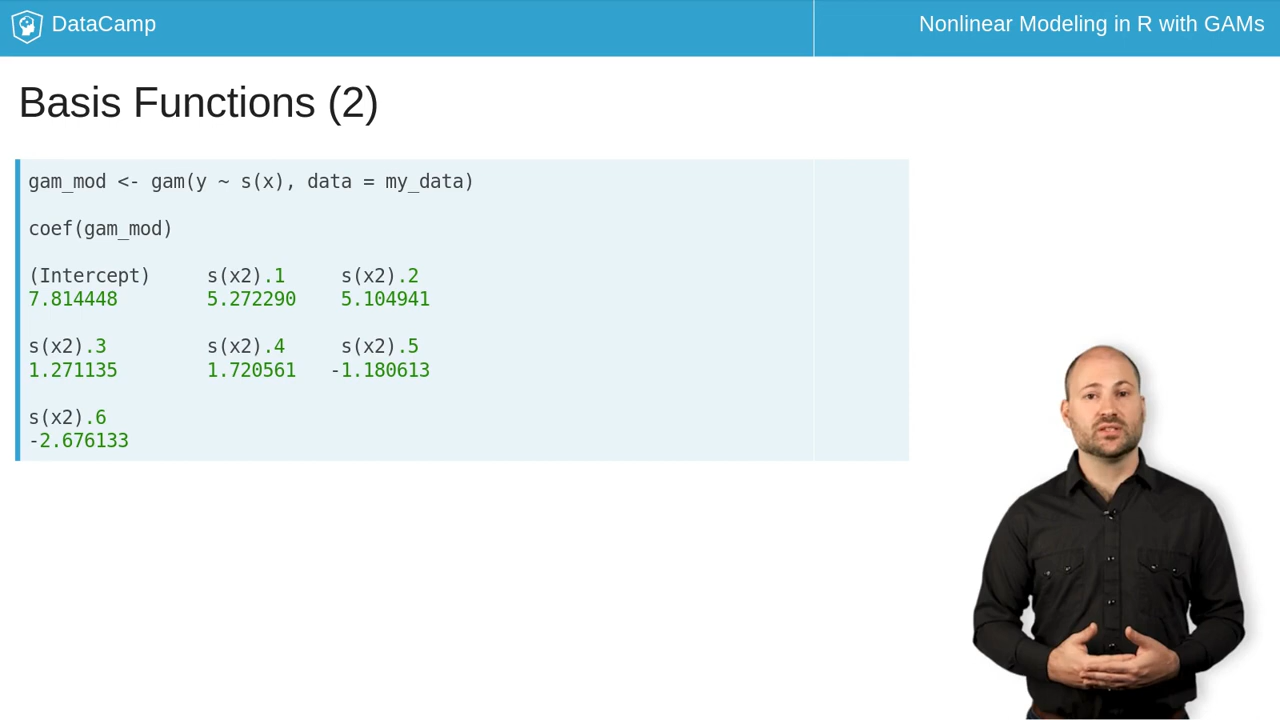 DataCamp
Nonlinear Modeling in R with GAMs
Basis Functions (2)
gam_mod <- gam(y ~ s(x), data = my_data)
coef(gam_mod)
(Intercept) s(x2).1 s(x2).2
7.814448 5.272290 5.104941
s(x2).3 s(x2).4 s(x2).5
1.271135 1.720561 -1.180613
s(x2).6
-2.676133